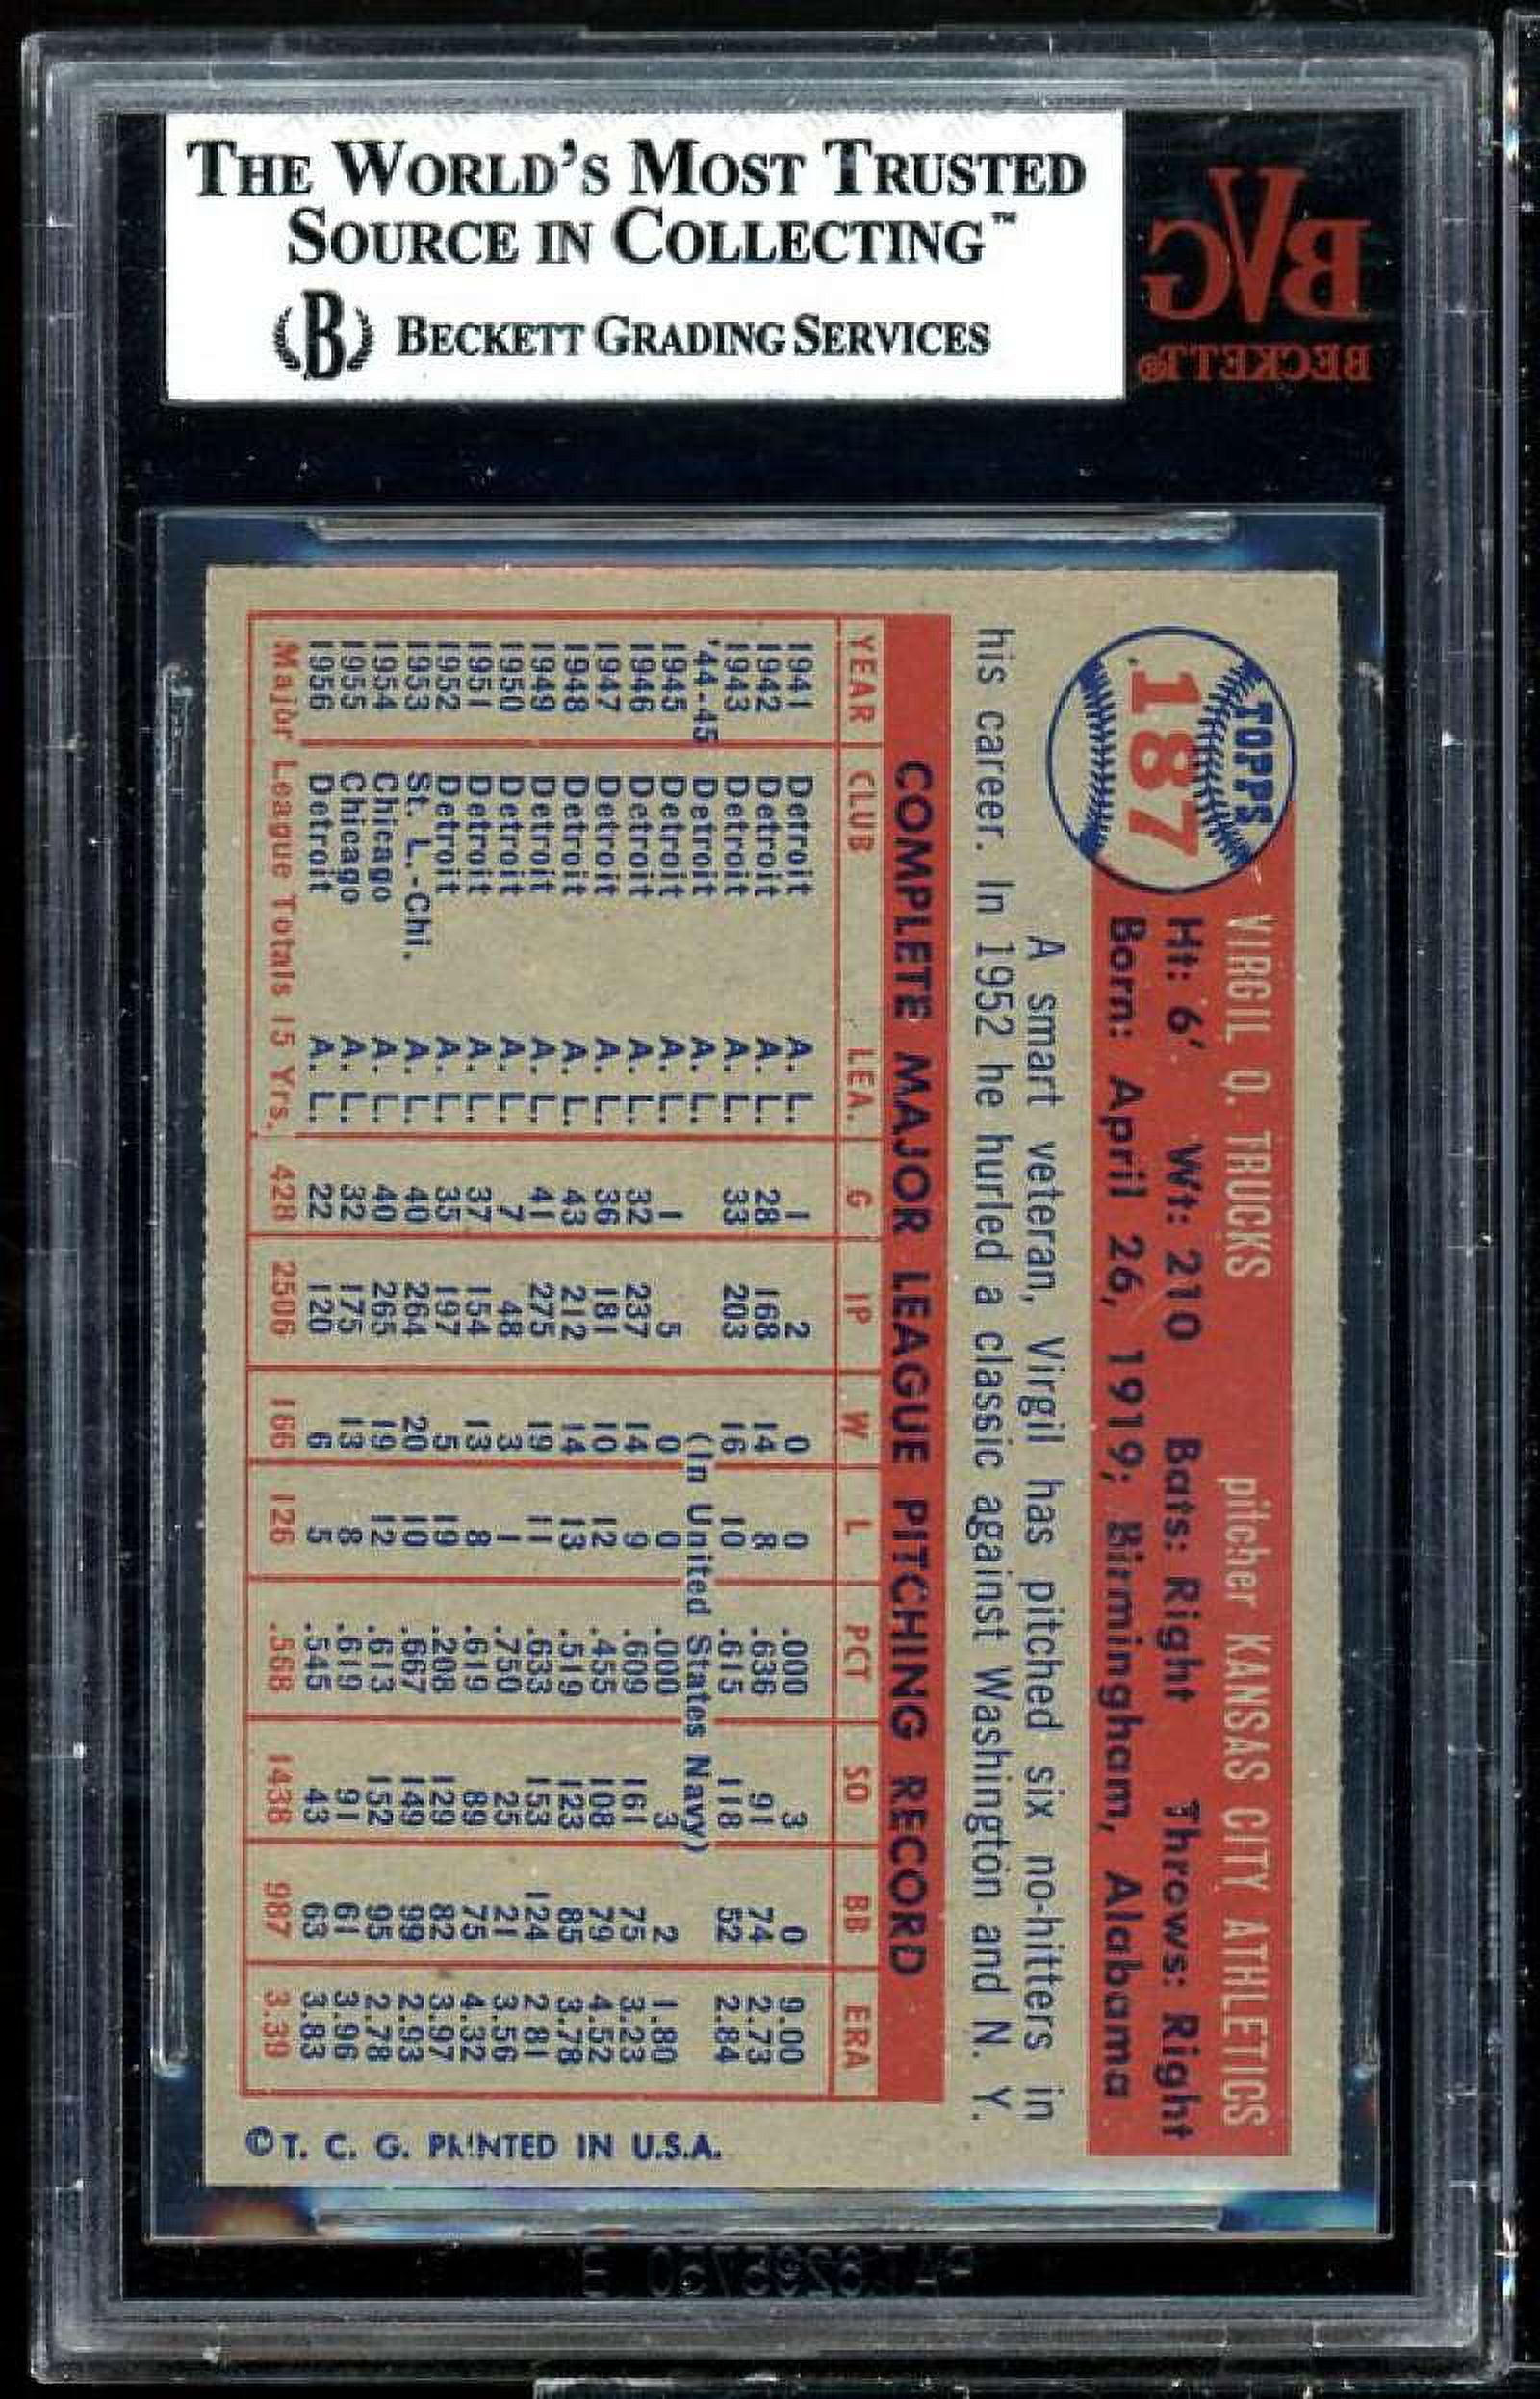 THE WORLD'S MOST TRUSTED
SOURCE IN COLLECTING™
B BECKETT GRADING SERVICES
BVG
BECKETT®
TOPPS
187
VIRGIL O. TRUCKS pitcher KANSAS CITY ATHLETICS
Ht: 6' Wt: 210 Bats: Right Throws: Right
Born: April 26, 1919; Birmingham, Alabama
A smart veteran, Virgil has pitched six no-hitters in
his career. In 1952 he hurled a classic against Washington and N. Y.
COMPLETE MAJOR LEAGUE PITCHING RECORD
YEAR CLUB LEA. G IP W L PCT SO BB ERA
1941 Detroit A. L. 1 2 0 0 .000 3 0 9.00
1942 Detroit A. L. 28 168 14 8 .636 91 74 2.73
1943 Detroit A. L. 33 203 16 10 .615 118 52 2.84
'44-45 Detroit A. L. (In United States Navy)
1945 Detroit A. L. 1 5 0 0 .000 3 2 1.80
1946 Detroit A. L. 32 237 14 9 .609 161 75 3.23
1947 Detroit A. L. 36 181 10 12 .455 108 79 4.52
1948 Detroit A. L. 43 212 14 13 .519 123 85 3.78
1949 Detroit A. L. 41 275 19 11 .633 153 124 2.81
1950 Detroit A. L. 7 48 3 1 .750 25 21 3.56
1951 Detroit A. L. 37 154 13 8 .619 89 75 4.32
1952 Detroit A. L. 35 197 5 19 .208 129 82 3.97
1953 St. L.-Chi. A. L. 40 264 20 10 .667 149 99 2.93
1954 Chicago A. L. 40 265 19 12 .613 152 95 2.78
1955 Chicago A. L. 32 175 13 8 .619 91 61 3.96
1956 Detroit A. L. 22 120 6 5 .545 43 63 3.83
Major League Totals 15 Yrs. 428 2506 166 126 .568 1438 987 3.39
© T. C. G. PRINTED IN U.S.A.